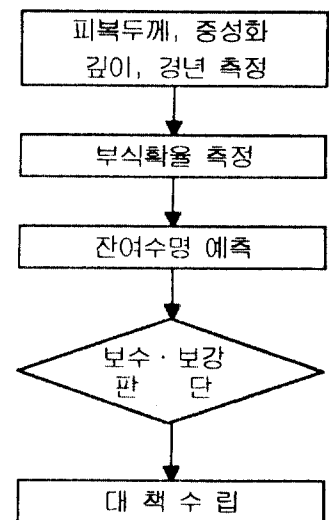 피복두께, 중성화
깊이, 경년 측정
부식확율 측정
잔여수명 예측
보수 · 보강
판 단
대 책 수 립